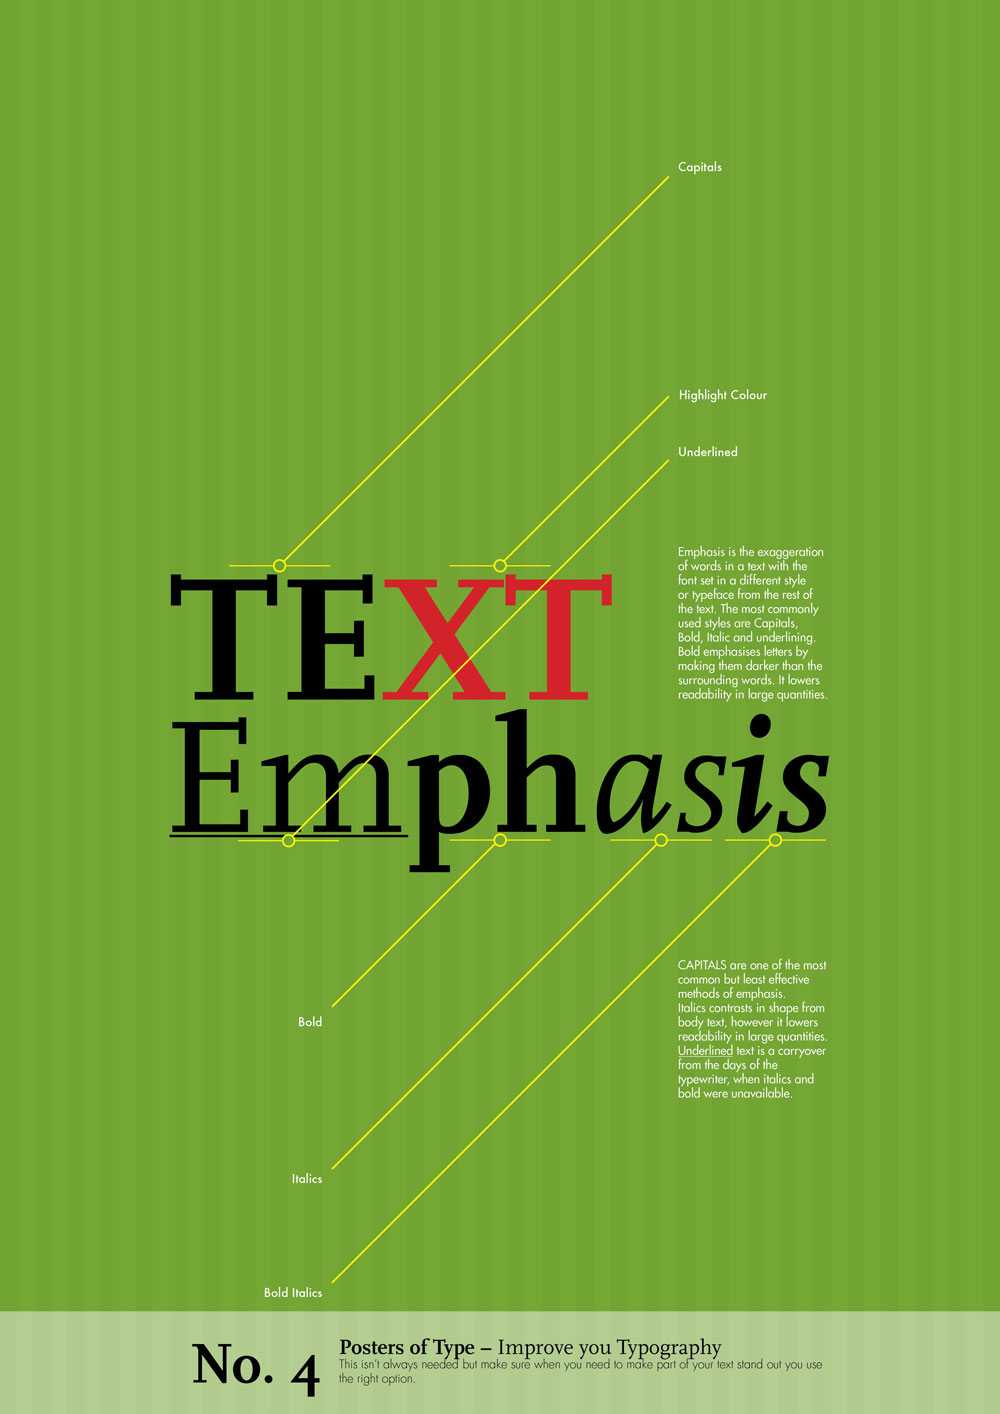 Capitals
Highlight Colour
Underlined
Emphasis is the exaggeration
of words in a text with the
font set in a different style
or typeface from the rest of
the text. The most commonly
used styles are Capitals,
Bold, Italic and underlining.
Bold emphasises letters by
making them darker than the
surrounding words. It lowers
readability in large quantities.
TEXT
Emphasis
CAPITALS are one of the most
common but least effective
methods of emphasis.
Italics contrasts in shape from
body text, however it lowers
readability in large quantities.
Underlined text is a carryover
from the days of the
typewriter, when italics and
bold were unavailable.
Bold
Italics
Bold Italics
No. 4
Posters of Type – Improve you Typography
This isn't always needed but make sure when you need to make part of your text stand out you use
the right option.